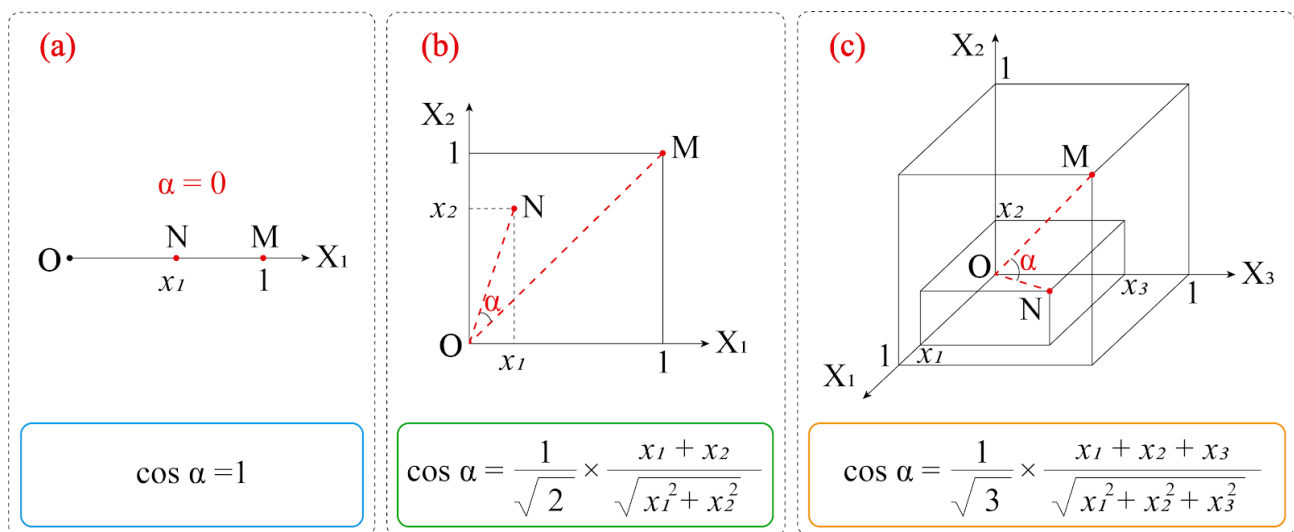 (a)
α = 0
O
N
M
X₁
x₁
1
cos α =1
(b)
X₂
1
M
x₂
N
α
O
x₁
1
X₁
cos α = 1/√2 × (x₁ + x₂)/√(x₁² + x₂²)
(c)
X₂
1
M
x₂
O
α
N
x₃
1
X₃
1
x₁
X₁
cos α = 1/√3 × (x₁ + x₂ + x₃)/√(x₁² + x₂² + x₃²)